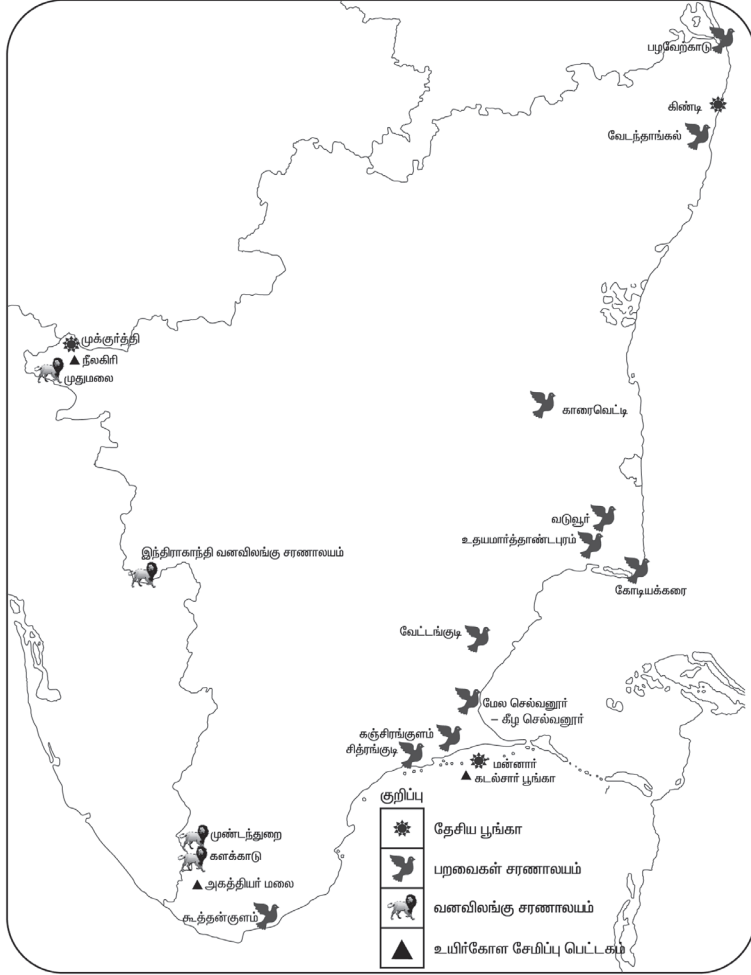 பழவேற்காடு
கிண்டி
வேடந்தாங்கல்
முக்குர்த்தி
நீலகிரி
முதுமலை
காரைவெட்டி
வடுவூர்
உதயமார்த்தாண்டபுரம்
இந்திராகாந்தி வனவிலங்கு சரணாலயம்
கோடியக்கரை
வேட்டங்குடி
மேல செல்வனூர்
– கீழ செல்வனூர்
கஞ்சிரங்குளம்
சித்ரங்குடி
மன்னார்
கடல்சார் பூங்கா
குறிப்பு
தேசிய பூங்கா
பறவைகள் சரணாலயம்
வனவிலங்கு சரணாலயம்
உயிர்கோள சேமிப்பு பெட்டகம்
முண்டந்துறை
களக்காடு
அகத்தியர் மலை
கூத்தன்குளம்